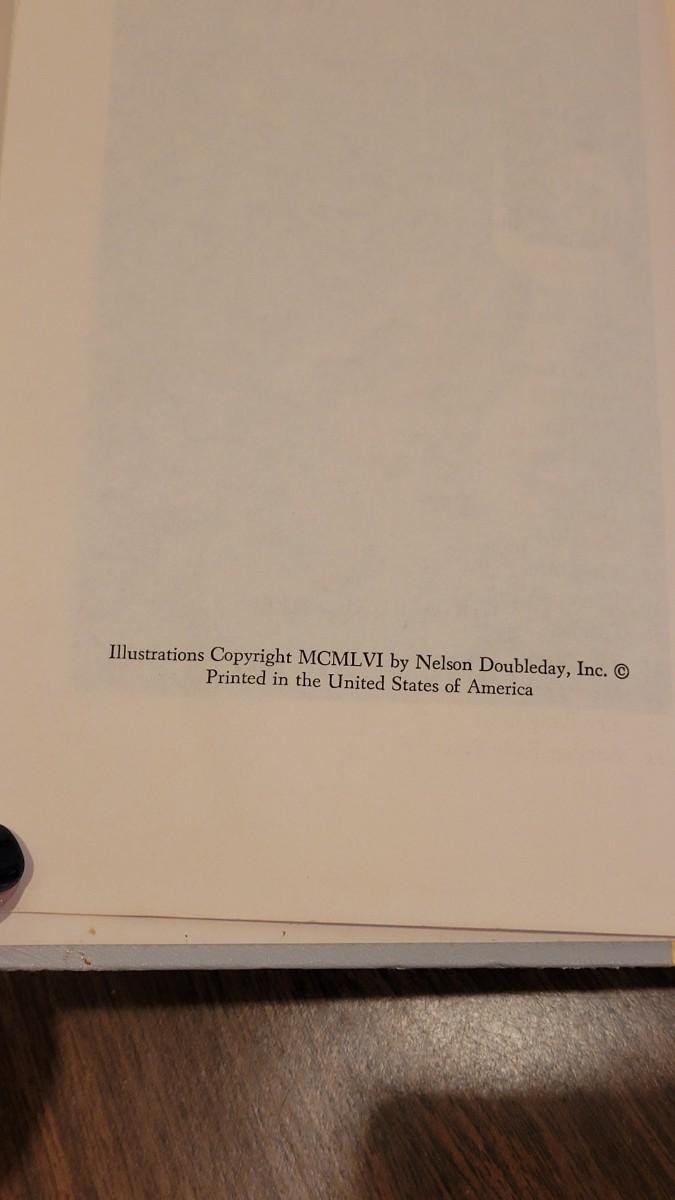 Illustrations Copyright MCMLVI by Nelson Doubleday, Inc. ©
Printed in the United States of America